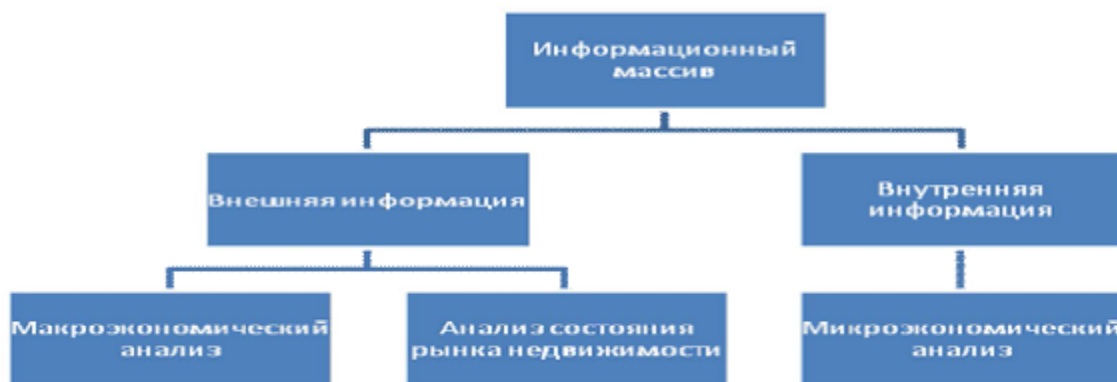 Информационный
массив
Внешняя информация
Внутренняя
информация
Макроэкономический
анализ
Анализ состояния
рынка недвижимости
Микроэкономический
анализ